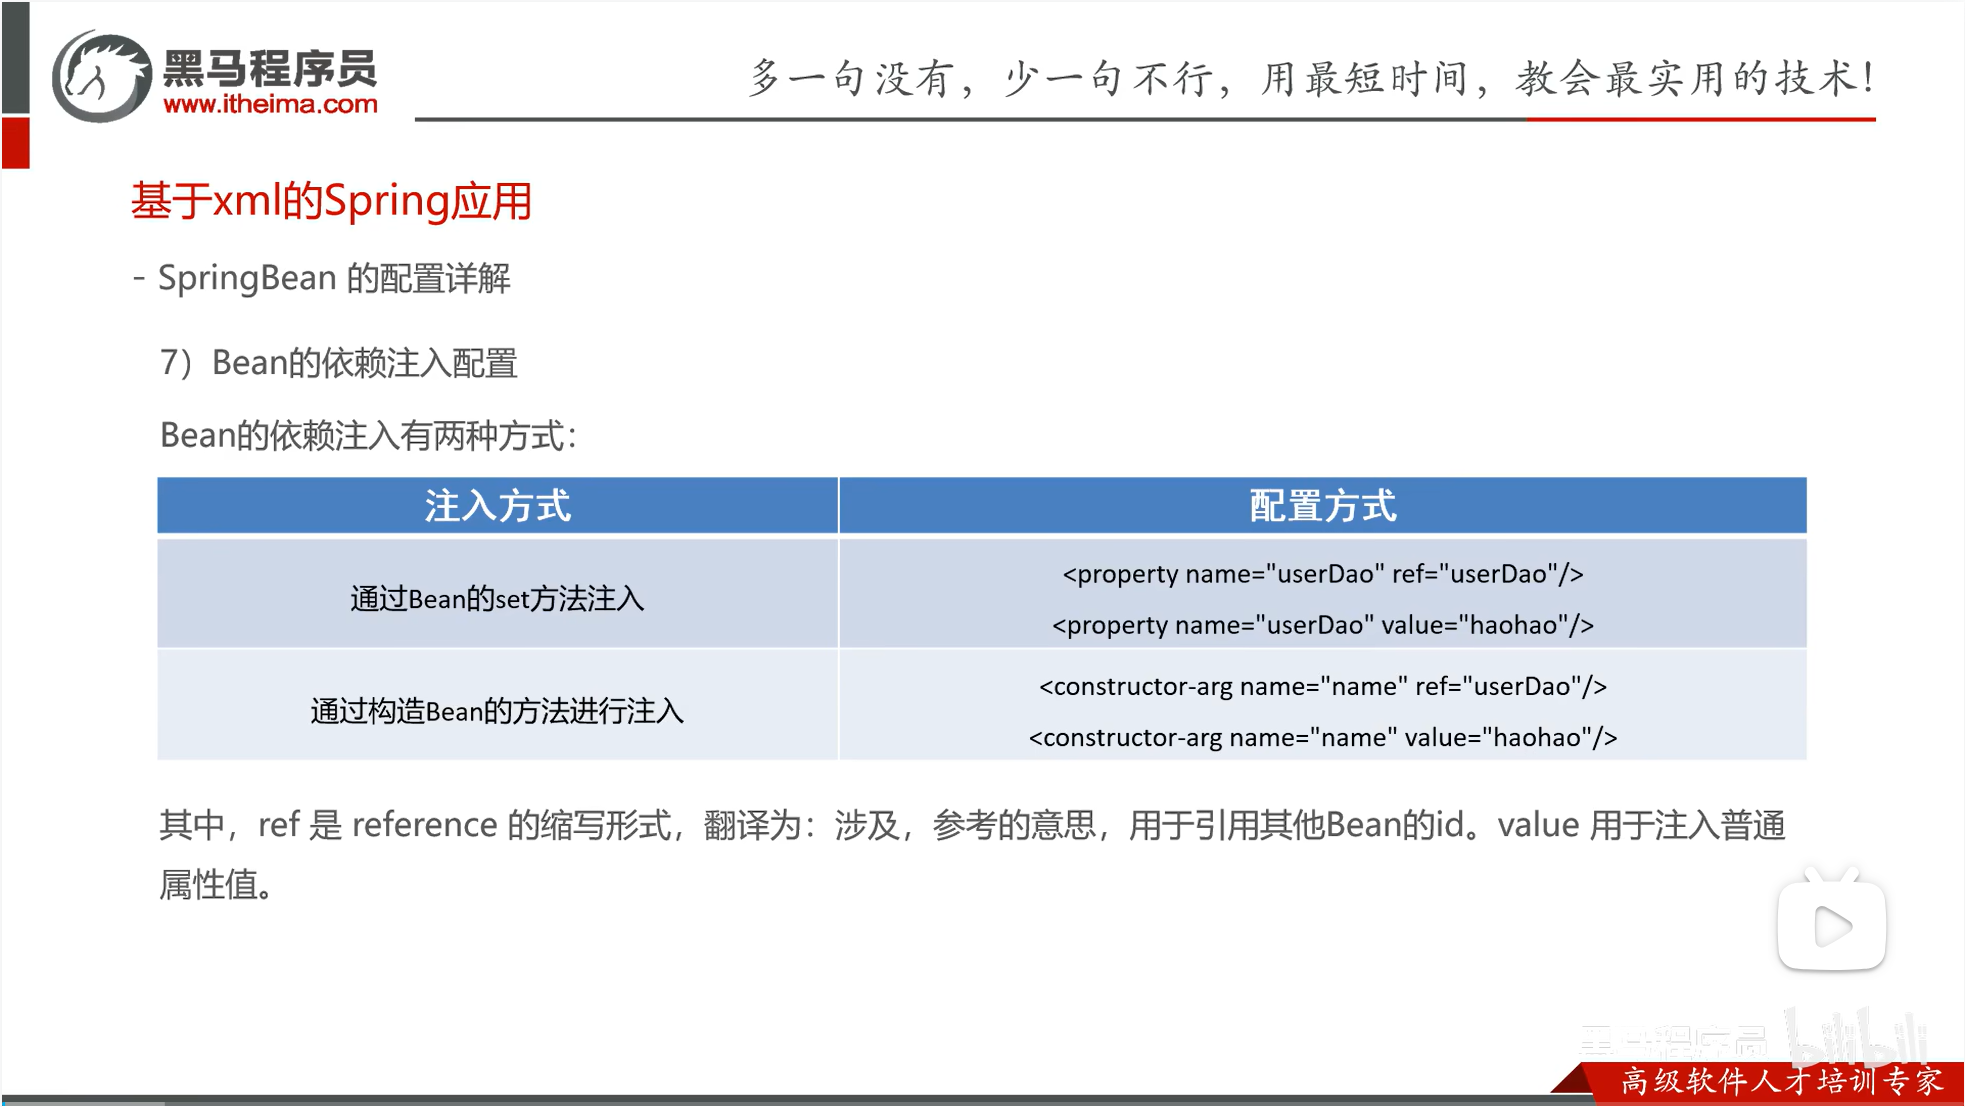 黑马程序员
www.itheima.com
多一句没有，少一句不行，用最短时间，教会最实用的技术！
基于xml的Spring应用
- SpringBean 的配置详解
7）Bean的依赖注入配置
Bean的依赖注入有两种方式：
注入方式
配置方式
通过Bean的set方法注入
<property name="userDao" ref="userDao"/>
<property name="userDao" value="haohao"/>
通过构造Bean的方法进行注入
<constructor-arg name="name" ref="userDao"/>
<constructor-arg name="name" value="haohao"/>
其中，ref 是 reference 的缩写形式，翻译为：涉及，参考的意思，用于引用其他Bean的id。value 用于注入普通
属性值。
黑马程序员 bilibili
高级软件人才培训专家